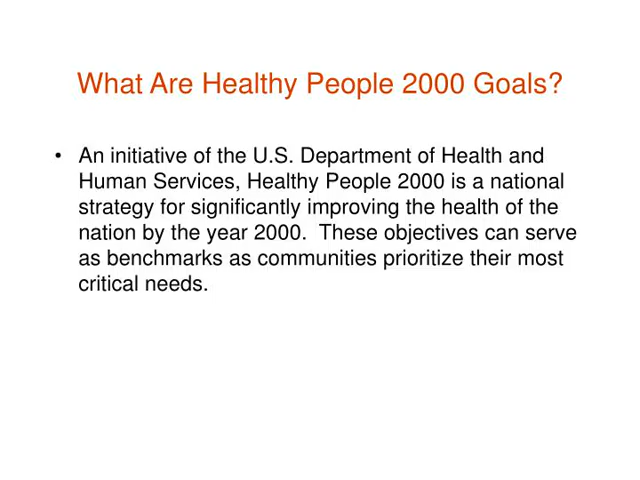 What Are Healthy People 2000 Goals?
• An initiative of the U.S. Department of Health and
Human Services, Healthy People 2000 is a national
strategy for significantly improving the health of the
nation by the year 2000.  These objectives can serve
as benchmarks as communities prioritize their most
critical needs.